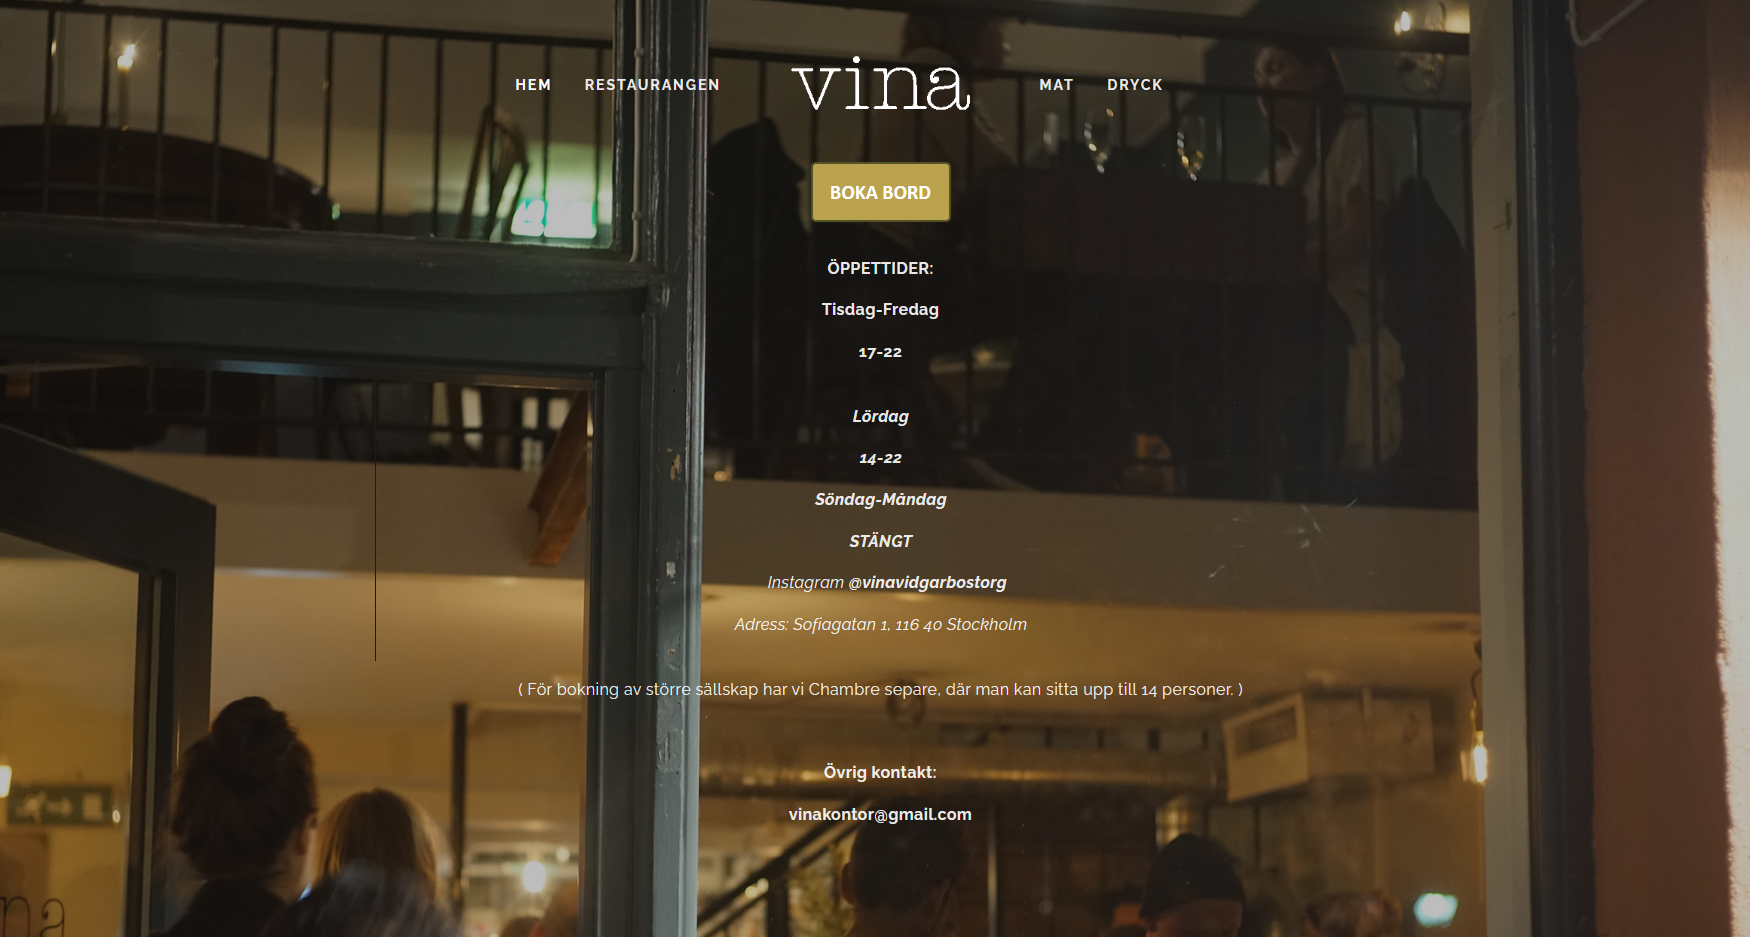 HEM RESTAURANGEN vina MAT DRYCK
BOKA BORD
ÖPPETTIDER:
Tisdag-Fredag
17-22
Lördag
14-22
Söndag-Måndag
STÄNGT
Instagram @vinavidgarbostorg
Adress: Sofiagatan 1, 116 40 Stockholm
( För bokning av större sällskap har vi Chambre separe, där man kan sitta upp till 14 personer. )
Övrig kontakt:
vinakontor@gmail.com